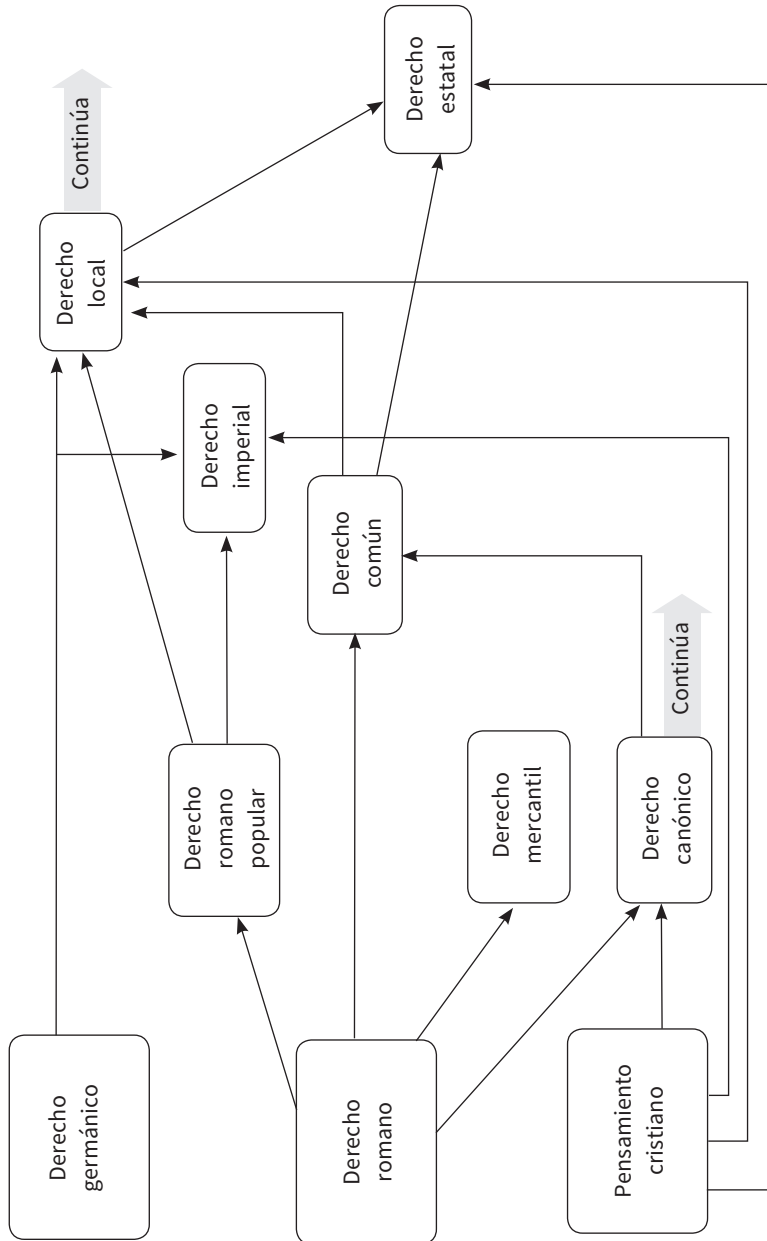 Derecho
germánico
Derecho
romano
Pensamiento
cristiano
Derecho
romano
popular
Derecho
mercantil
Derecho
canónico
Continúa
Derecho
imperial
Derecho
común
Derecho
local
Continúa
Derecho
estatal